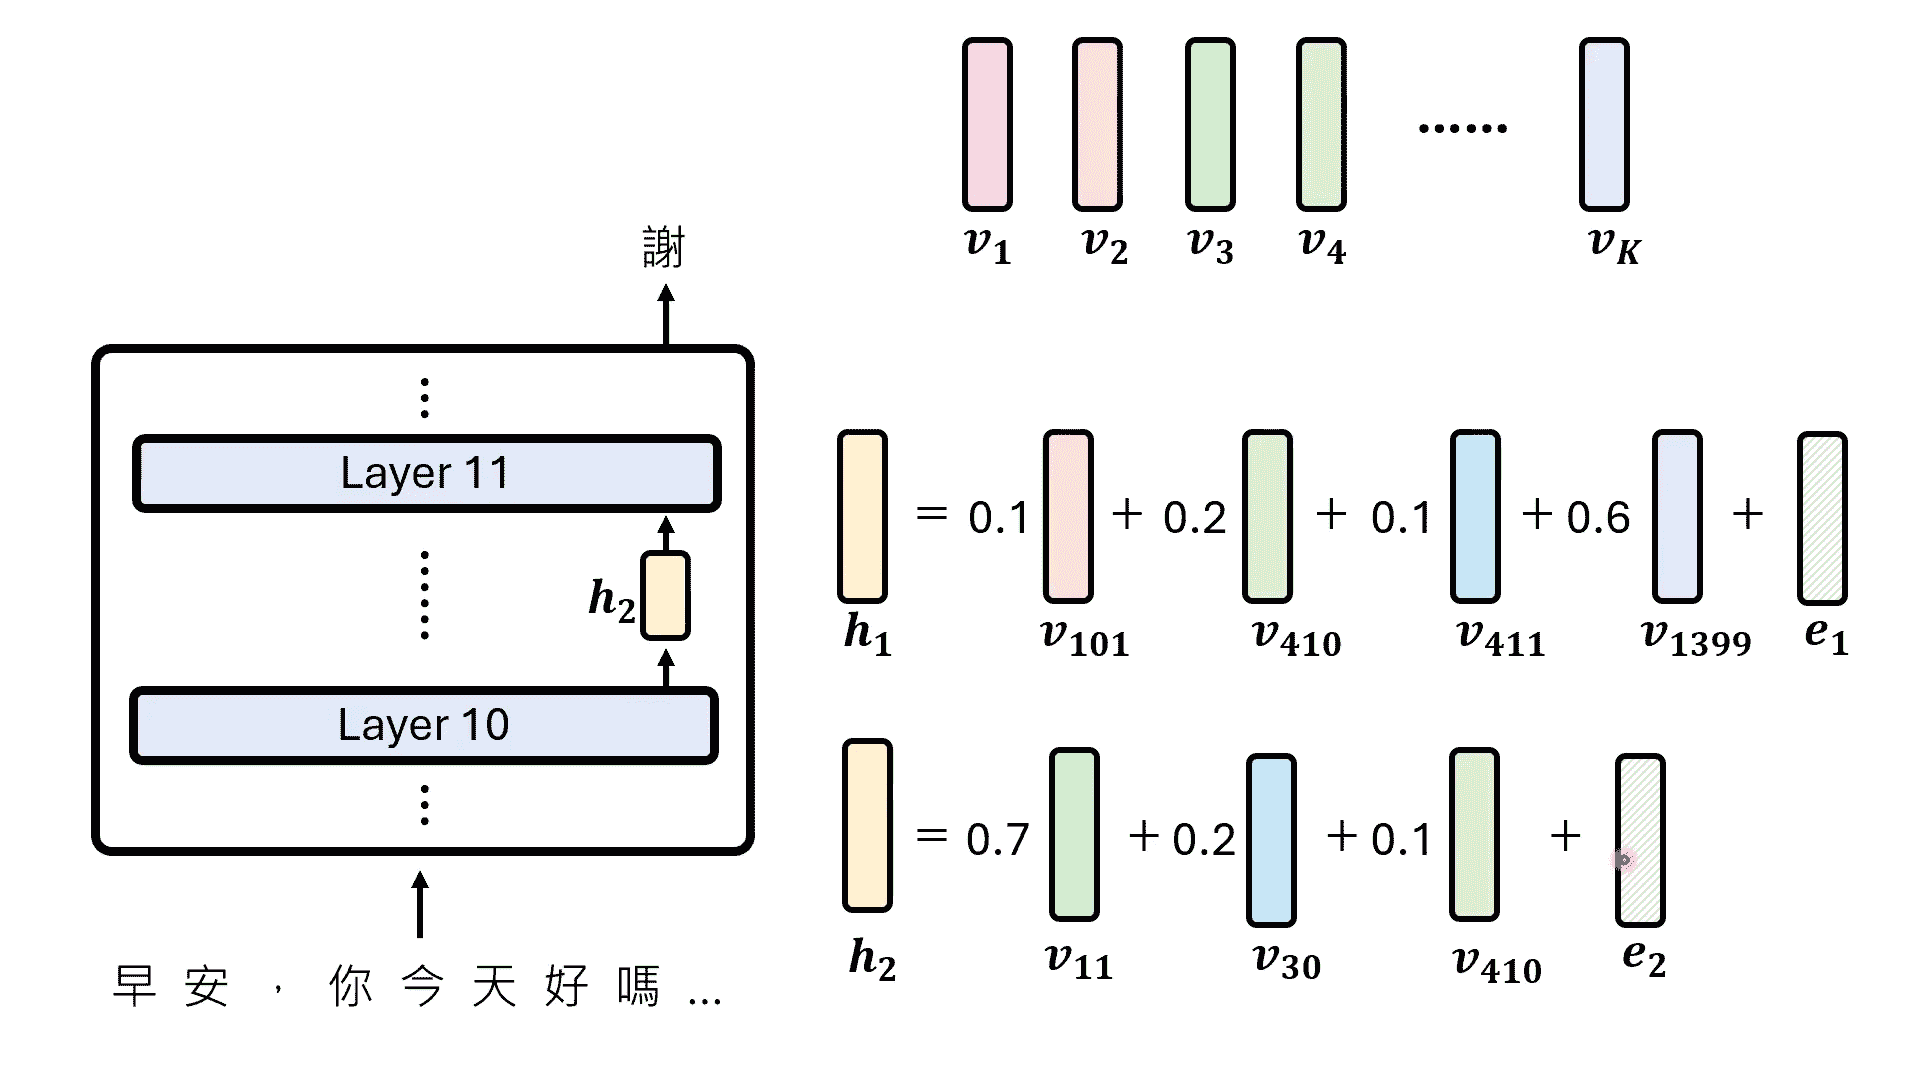 v₁ v₂ v₃ v₄ ...... v_K
謝
Layer 11
h₂
Layer 10
早安，你今天好嗎...
= 0.1 + 0.2 + 0.1 + 0.6 +
h₁ v₁₀₁ v₄₁₀ v₄₁₁ v₁₃₉₉ e₁
= 0.7 + 0.2 + 0.1 +
h₂ v₁₁ v₃₀ v₄₁₀ e₂